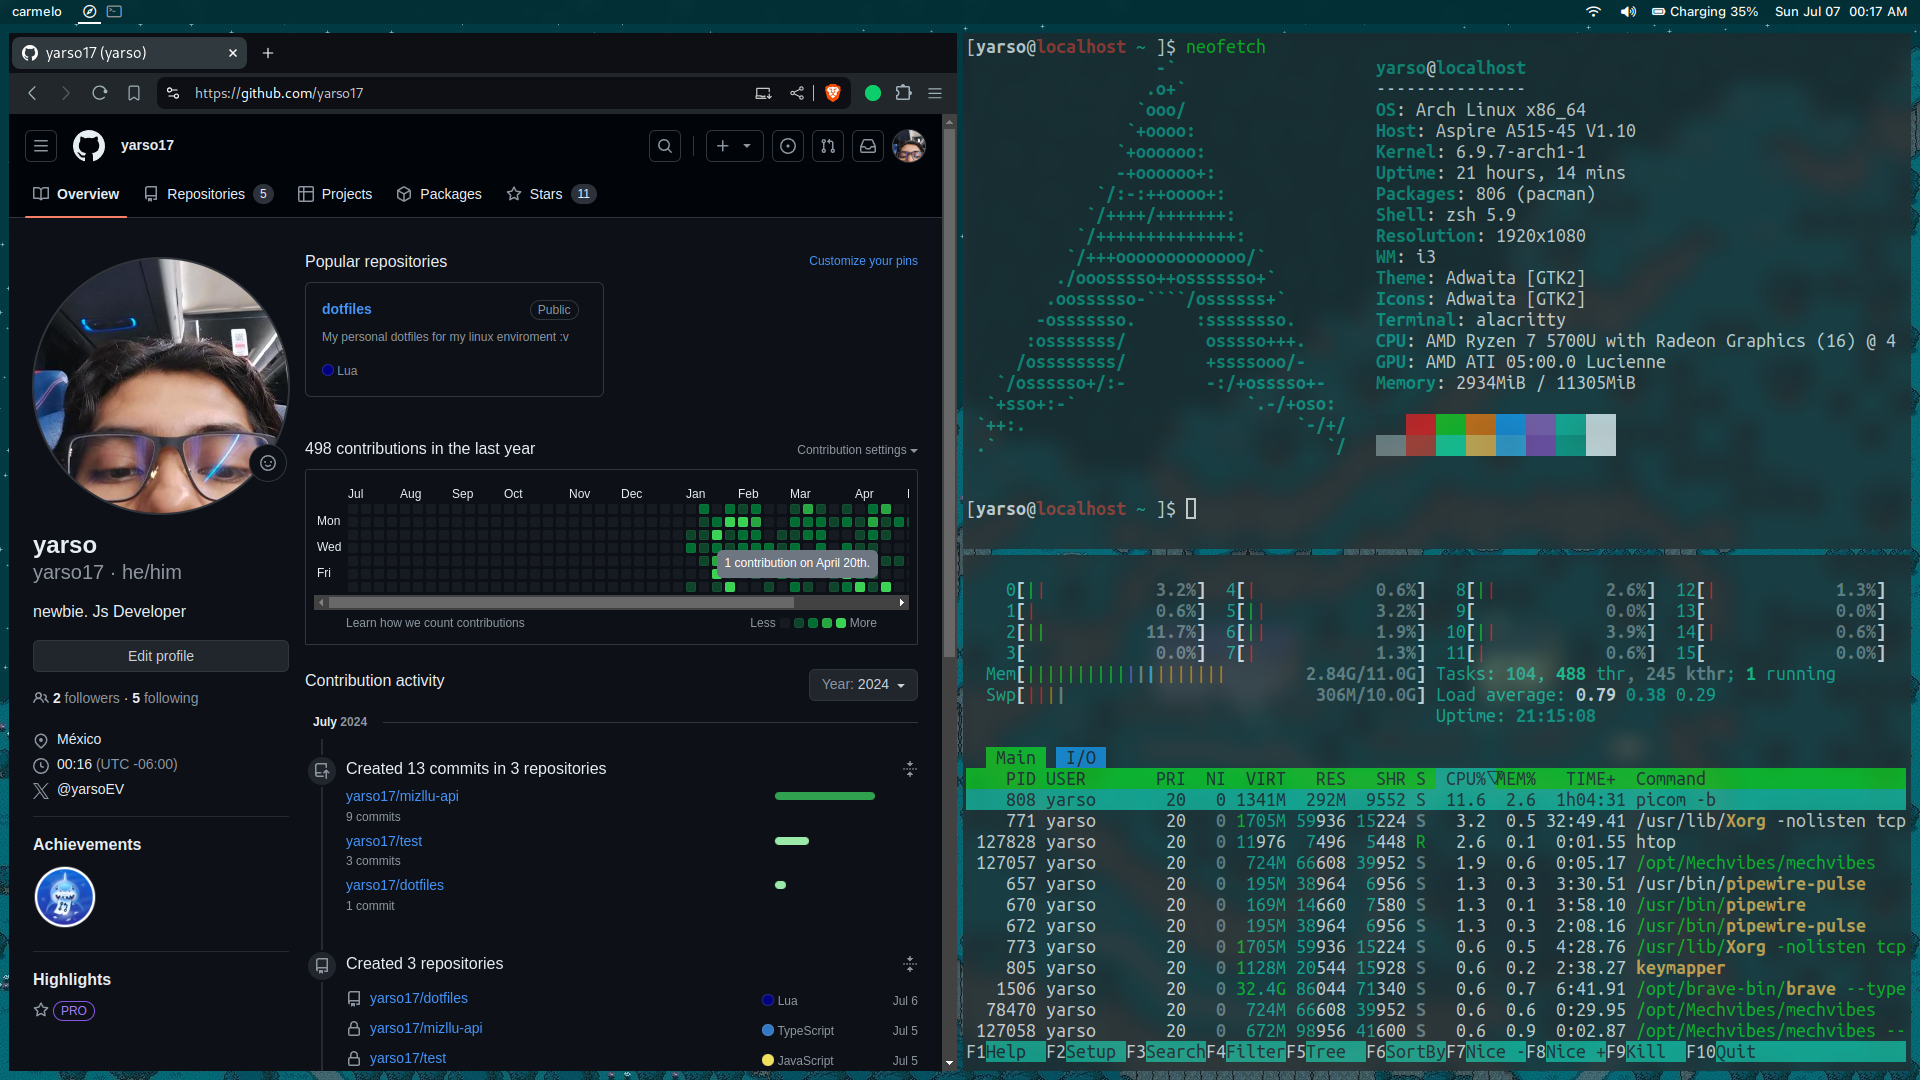 carmelo
Charging 35% Sun Jul 07 00:17 AM
yarso17 (yarso)
https://github.com/yarso17
yarso17
Overview Repositories 5 Projects Packages Stars 11
Popular repositories
Customize your pins
dotfiles Public
My personal dotfiles for my linux enviroment :v
Lua
498 contributions in the last year
Contribution settings
Jul Aug Sep Oct Nov Dec Jan Feb Mar Apr
Mon
Wed
Fri
1 contribution on April 20th.
Learn how we count contributions
Less More
yarso
yarso17 · he/him
newbie. Js Developer
Edit profile
2 followers · 5 following
México
00:16 (UTC -06:00)
@yarsoEV
Achievements
Highlights
PRO
Contribution activity
Year: 2024
July 2024
Created 13 commits in 3 repositories
yarso17/mizllu-api
9 commits
yarso17/test
3 commits
yarso17/dotfiles
1 commit
Created 3 repositories
yarso17/dotfiles Lua Jul 6
yarso17/mizllu-api TypeScript Jul 5
yarso17/test JavaScript Jul 5
[yarso@localhost ~ ]$ neofetch
yarso@localhost
---------------
OS: Arch Linux x86_64
Host: Aspire A515-45 V1.10
Kernel: 6.9.7-arch1-1
Uptime: 21 hours, 14 mins
Packages: 806 (pacman)
Shell: zsh 5.9
Resolution: 1920x1080
WM: i3
Theme: Adwaita [GTK2]
Icons: Adwaita [GTK2]
Terminal: alacritty
CPU: AMD Ryzen 7 5700U with Radeon Graphics (16) @ 4
GPU: AMD ATI 05:00.0 Lucienne
Memory: 2934MiB / 11305MiB
[yarso@localhost ~ ]$
0[|| 3.2%] 4[| 0.6%] 8[|| 2.6%] 12[| 1.3%]
1[| 0.6%] 5[|| 3.2%] 9[ 0.0%] 13[ 0.0%]
2[|| 11.7%] 6[|| 1.9%] 10[|| 3.9%] 14[| 0.6%]
3[ 0.0%] 7[| 1.3%] 11[| 0.6%] 15[ 0.0%]
Mem[|||||||||||||||||||| 2.84G/11.0G] Tasks: 104, 488 thr, 245 kthr; 1 running
Swp[|||| 306M/10.0G] Load average: 0.79 0.38 0.29
Uptime: 21:15:08
Main I/O
PID USER PRI NI VIRT RES SHR S CPU%▽MEM% TIME+ Command
808 yarso 20 0 1341M 292M 9552 S 11.6 2.6 1h04:31 picom -b
771 yarso 20 0 1705M 59936 15224 S 3.2 0.5 32:49.41 /usr/lib/Xorg -nolisten tcp
127828 yarso 20 0 11976 7496 5448 R 2.6 0.1 0:01.55 htop
127057 yarso 20 0 724M 66608 39952 S 1.9 0.6 0:05.17 /opt/Mechvibes/mechvibes
657 yarso 20 0 195M 38964 6956 S 1.3 0.3 3:30.51 /usr/bin/pipewire-pulse
670 yarso 20 0 169M 14660 7580 S 1.3 0.1 3:58.10 /usr/bin/pipewire
672 yarso 20 0 195M 38964 6956 S 1.3 0.3 2:08.16 /usr/bin/pipewire-pulse
773 yarso 20 0 1705M 59936 15224 S 0.6 0.5 4:28.76 /usr/lib/Xorg -nolisten tcp
805 yarso 20 0 1128M 20544 15928 S 0.6 0.2 2:38.27 keymapper
1506 yarso 20 0 32.4G 86044 71340 S 0.6 0.7 6:41.91 /opt/brave-bin/brave --type
78470 yarso 20 0 724M 66608 39952 S 0.6 0.6 0:29.95 /opt/Mechvibes/mechvibes
127058 yarso 20 0 672M 98956 41600 S 0.6 0.9 0:02.87 /opt/Mechvibes/mechvibes --
F1Help F2Setup F3SearchF4FilterF5Tree F6SortByF7Nice -F8Nice +F9Kill F10Quit